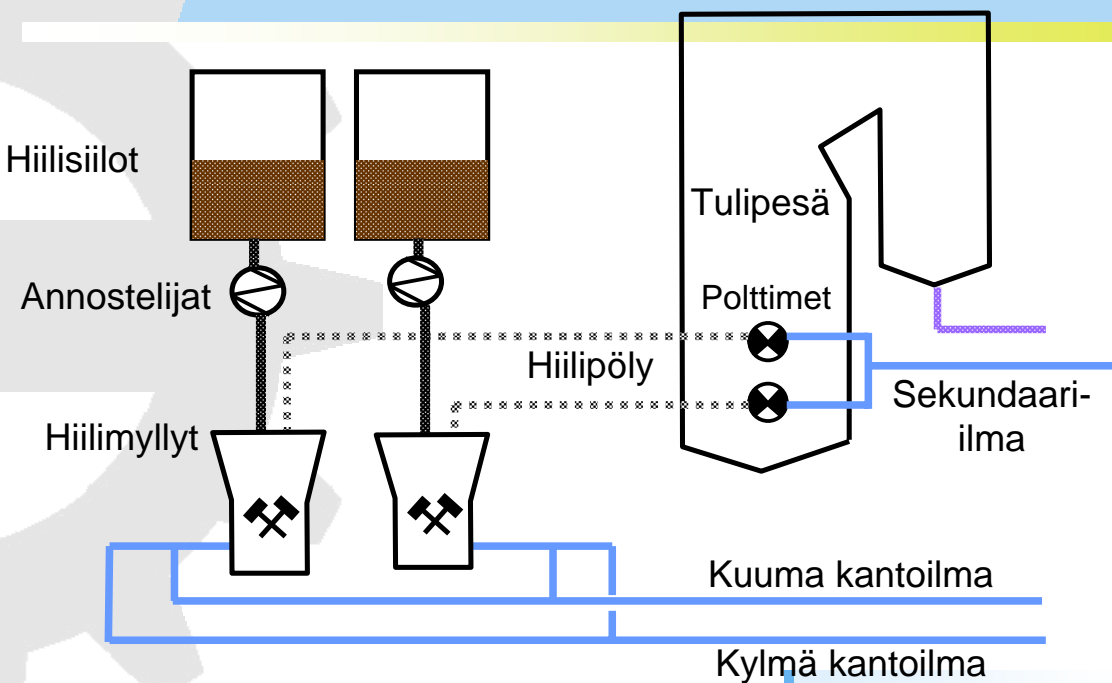 Hiilisiilot
Tulipesä
Annostelijat
Polttimet
Hiilipöly
Sekundaari-
ilma
Hiilimyllyt
Kuuma kantoilma
Kylmä kantoilma